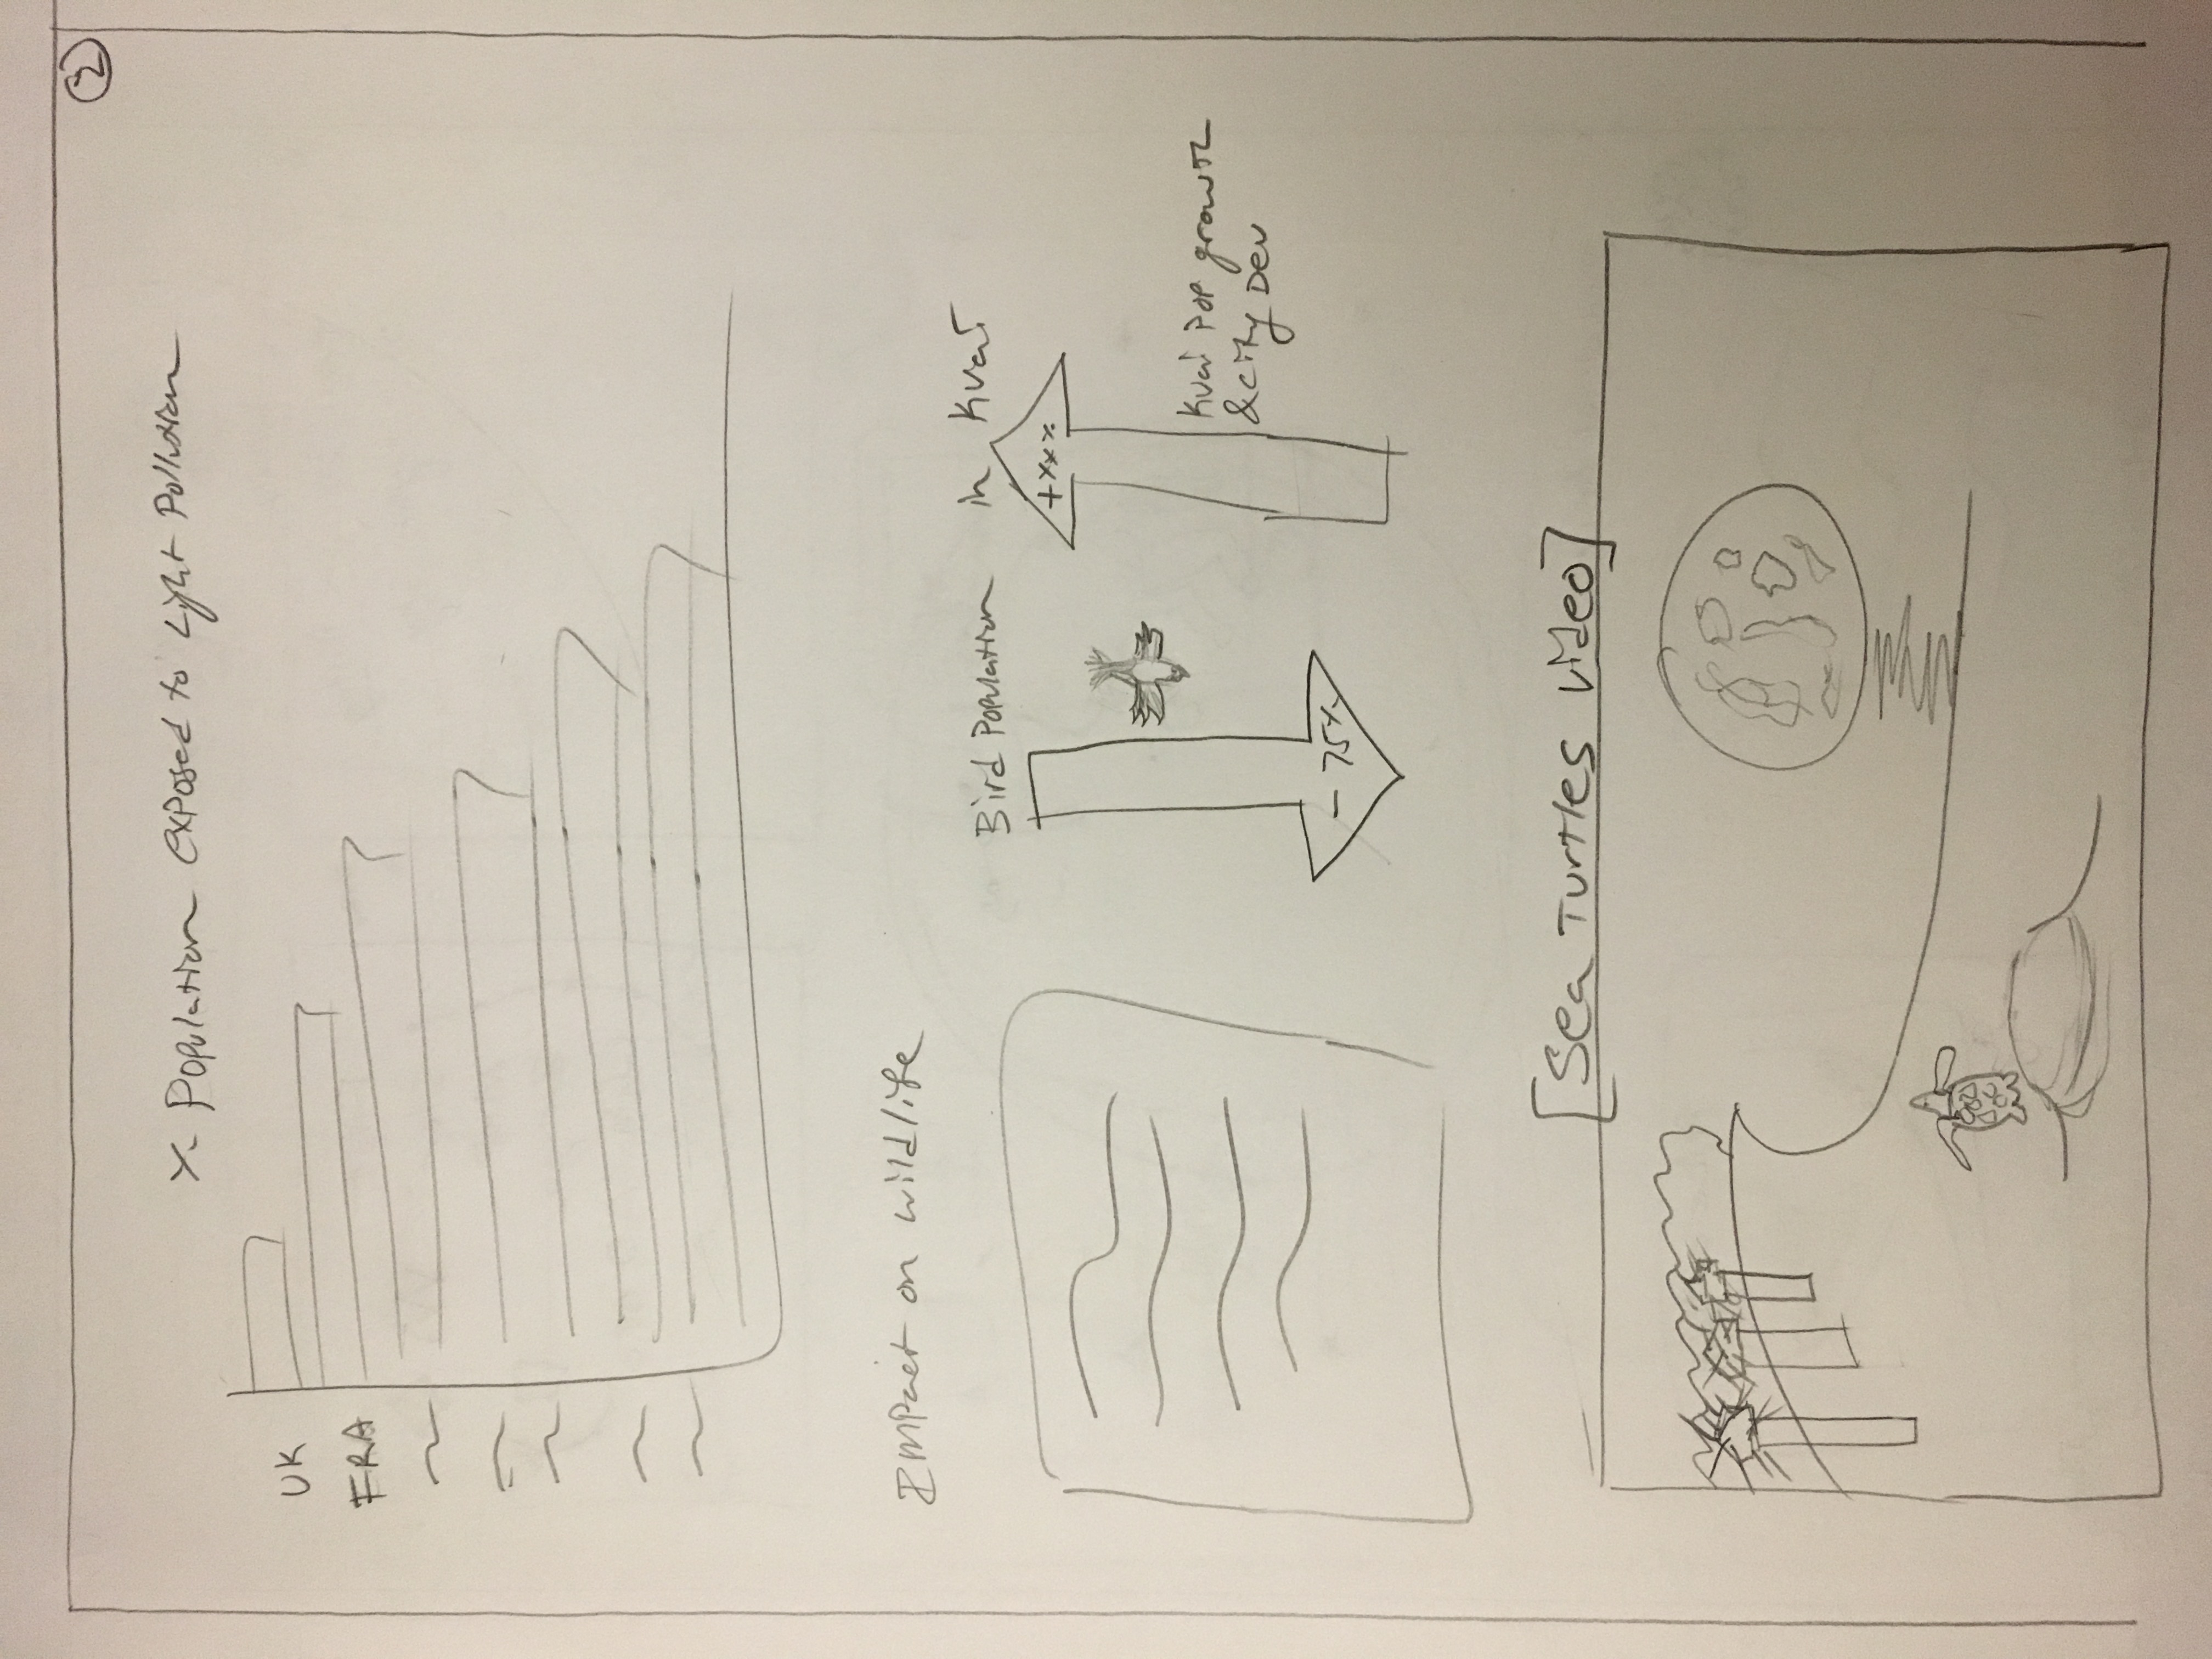 2
% Population exposed to Light Pollution
UK
FRA
Impact on wildlife
Bird Population in Kuai
+xx%
Kuai Pop growth
& city Dev
- 75%
[Sea Turtles Video]